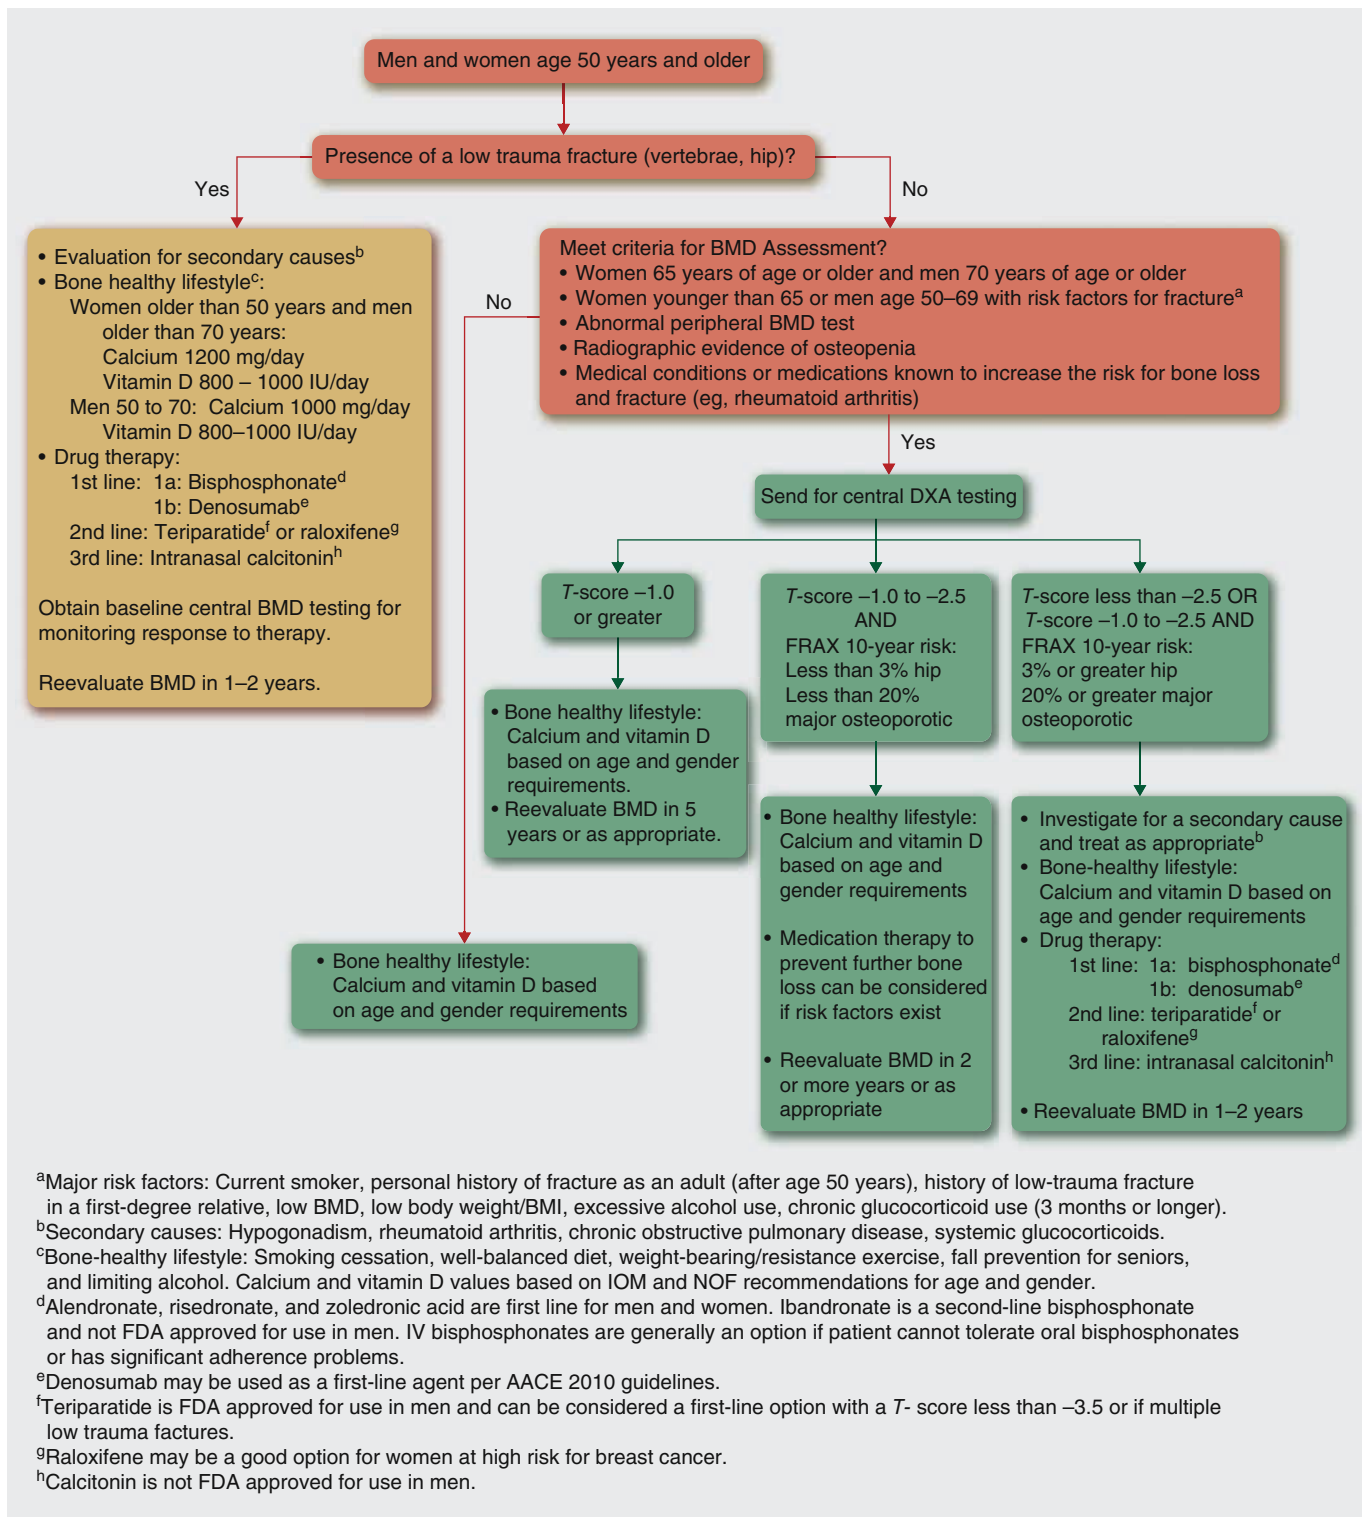 Men and women age 50 years and older
Presence of a low trauma fracture (vertebrae, hip)?
Yes
No
• Evaluation for secondary causesᵇ
• Bone healthy lifestyleᶜ:
Women older than 50 years and men
older than 70 years:
Calcium 1200 mg/day
Vitamin D 800 – 1000 IU/day
Men 50 to 70: Calcium 1000 mg/day
Vitamin D 800–1000 IU/day
• Drug therapy:
1st line: 1a: Bisphosphonateᵈ
1b: Denosumabᵉ
2nd line: Teriparatideᶠ or raloxifeneᵍ
3rd line: Intranasal calcitoninʰ
Obtain baseline central BMD testing for
monitoring response to therapy.
Reevaluate BMD in 1–2 years.
Meet criteria for BMD Assessment?
• Women 65 years of age or older and men 70 years of age or older
• Women younger than 65 or men age 50–69 with risk factors for fractureᵃ
• Abnormal peripheral BMD test
• Radiographic evidence of osteopenia
• Medical conditions or medications known to increase the risk for bone loss
and fracture (eg, rheumatoid arthritis)
No
Yes
Send for central DXA testing
T-score –1.0
or greater
T-score –1.0 to –2.5
AND
FRAX 10-year risk:
Less than 3% hip
Less than 20%
major osteoporotic
T-score less than –2.5 OR
T-score –1.0 to –2.5 AND
FRAX 10-year risk:
3% or greater hip
20% or greater major
osteoporotic
• Bone healthy lifestyle:
Calcium and vitamin D
based on age and gender
requirements.
• Reevaluate BMD in 5
years or as appropriate.
• Bone healthy lifestyle:
Calcium and vitamin D
based on age and
gender requirements
• Medication therapy to
prevent further bone
loss can be considered
if risk factors exist
• Reevaluate BMD in 2
or more years or as
appropriate
• Investigate for a secondary cause
and treat as appropriateᵇ
• Bone-healthy lifestyle:
Calcium and vitamin D based on
age and gender requirements
• Drug therapy:
1st line: 1a: bisphosphonateᵈ
1b: denosumabᵉ
2nd line: teriparatideᶠ or
raloxifeneᵍ
3rd line: intranasal calcitoninʰ
• Reevaluate BMD in 1–2 years
• Bone healthy lifestyle:
Calcium and vitamin D based
on age and gender requirements
ᵃMajor risk factors: Current smoker, personal history of fracture as an adult (after age 50 years), history of low-trauma fracture
in a first-degree relative, low BMD, low body weight/BMI, excessive alcohol use, chronic glucocorticoid use (3 months or longer).
ᵇSecondary causes: Hypogonadism, rheumatoid arthritis, chronic obstructive pulmonary disease, systemic glucocorticoids.
ᶜBone-healthy lifestyle: Smoking cessation, well-balanced diet, weight-bearing/resistance exercise, fall prevention for seniors,
and limiting alcohol. Calcium and vitamin D values based on IOM and NOF recommendations for age and gender.
ᵈAlendronate, risedronate, and zoledronic acid are first line for men and women. Ibandronate is a second-line bisphosphonate
and not FDA approved for use in men. IV bisphosphonates are generally an option if patient cannot tolerate oral bisphosphonates
or has significant adherence problems.
ᵉDenosumab may be used as a first-line agent per AACE 2010 guidelines.
ᶠTeriparatide is FDA approved for use in men and can be considered a first-line option with a T- score less than –3.5 or if multiple
low trauma factures.
ᵍRaloxifene may be a good option for women at high risk for breast cancer.
ʰCalcitonin is not FDA approved for use in men.